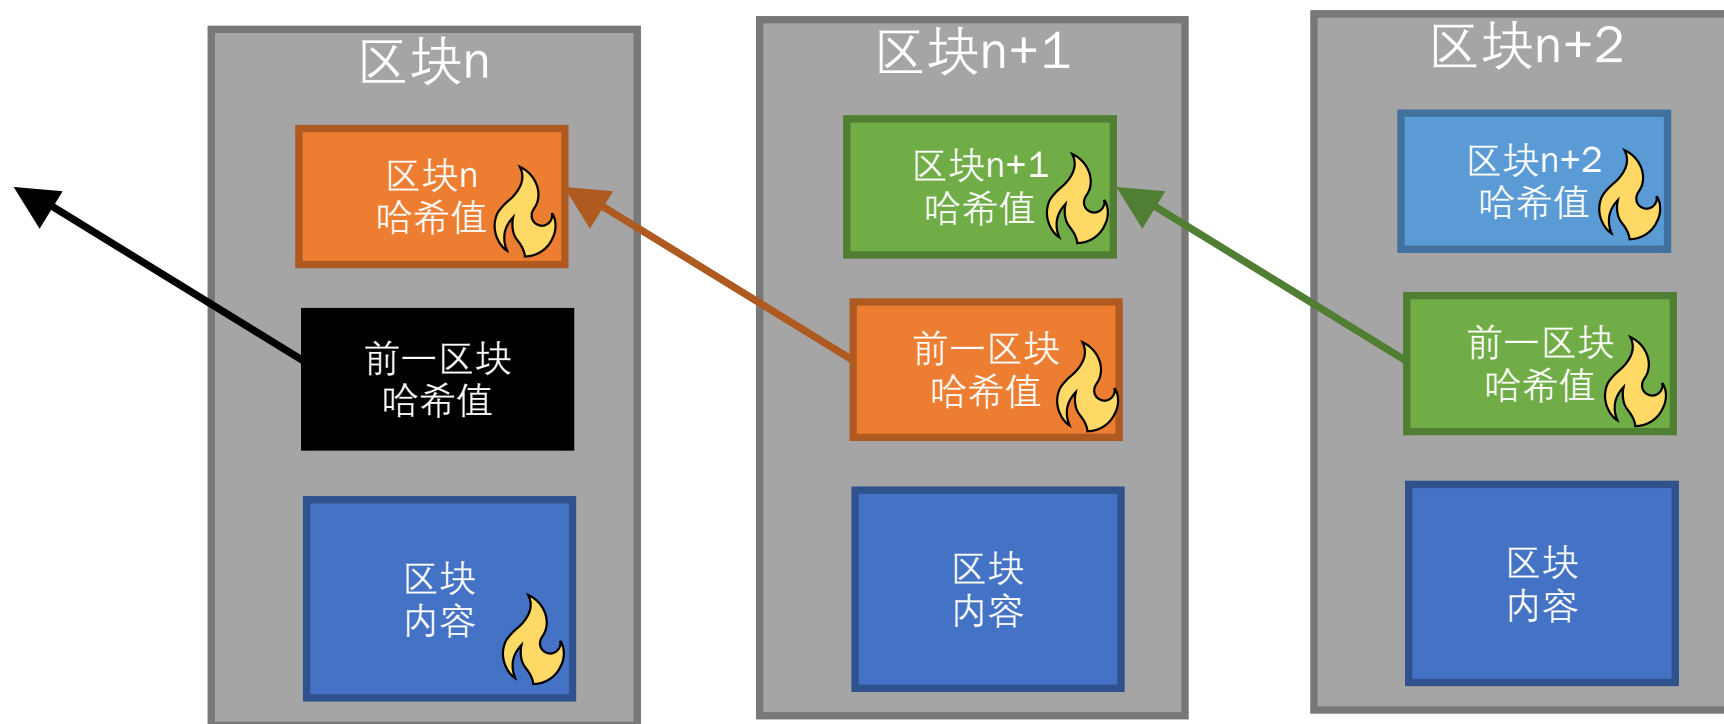 区块n
区块n
哈希值
前一区块
哈希值
区块
内容
区块n+1
区块n+1
哈希值
前一区块
哈希值
区块
内容
区块n+2
区块n+2
哈希值
前一区块
哈希值
区块
内容